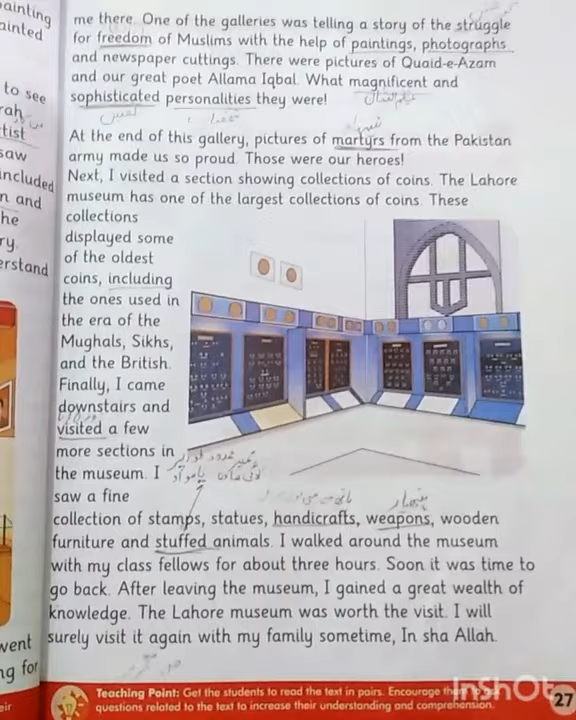 painting
ainted
to see
rah
tist
saw
included
n and
he
ry.
erstand
went
ng for
eir
me there. One of the galleries was telling a story of the struggle
for freedom of Muslims with the help of paintings, photographs
and newspaper cuttings. There were pictures of Quaid-e-Azam
and our great poet Allama Iqbal. What magnificent and
sophisticated personalities they were!
At the end of this gallery, pictures of martyrs from the Pakistan
army made us so proud. Those were our heroes!
Next, I visited a section showing collections of coins. The Lahore
museum has one of the largest collections of coins. These
collections
displayed some
of the oldest
coins, including
the ones used in
the era of the
Mughals, Sikhs,
and the British.
Finally, I came
downstairs and
visited a few
more sections in
the museum. I
saw a fine
ہتھیار
collection of stamps, statues, handicrafts, weapons, wooden
furniture and stuffed animals. I walked around the museum
with my class fellows for about three hours. Soon it was time to
go back. After leaving the museum, I gained a great wealth of
knowledge. The Lahore museum was worth the visit. I will
surely visit it again with my family sometime, In sha Allah.
Teaching Point: Get the students to read the text in pairs. Encourage them to ask
questions related to the text to increase their understanding and comprehension.
InShOt
27